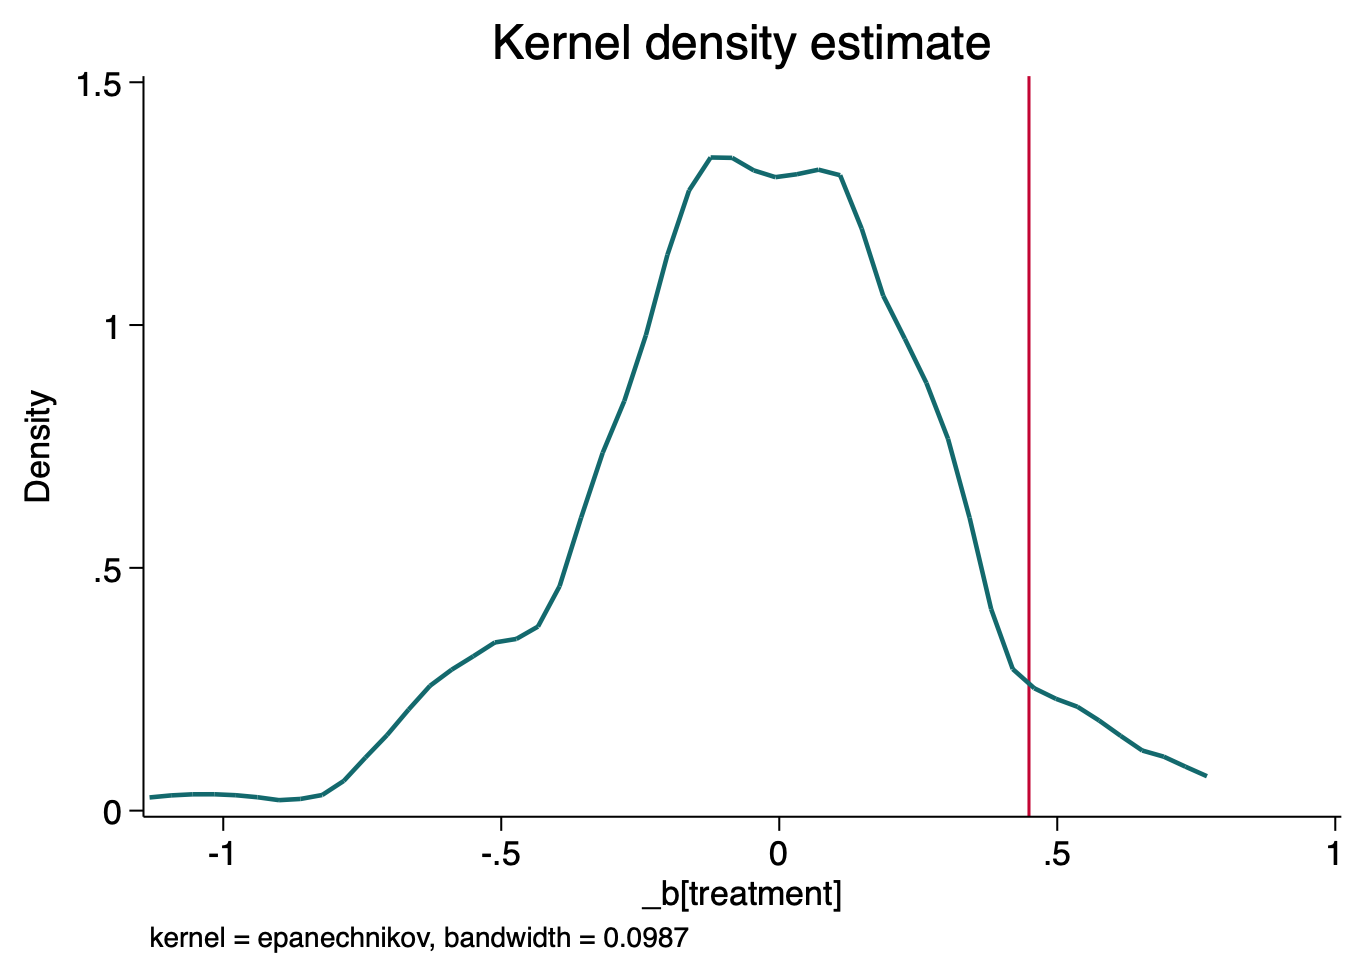 Kernel density estimate
1.5
1
.5
0
Density
-1 -.5 0 .5 1
_b[treatment]
kernel = epanechnikov, bandwidth = 0.0987